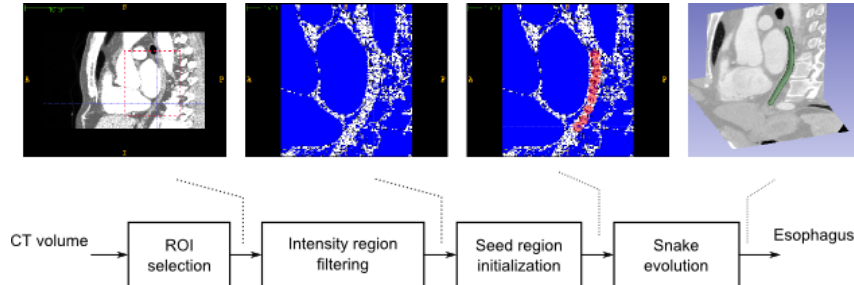 S
A
P
I
A
P
A
P
CT volume
ROI
selection
Intensity region
filtering
Seed region
initialization
Snake
evolution
Esophagus